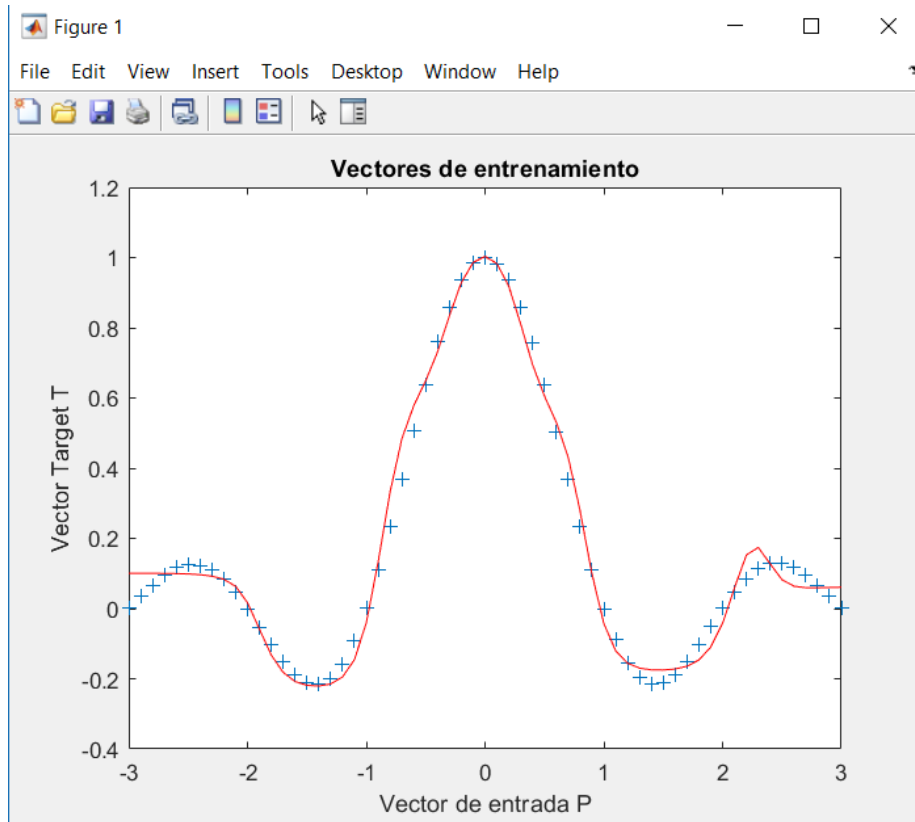 Figure 1
File Edit View Insert Tools Desktop Window Help
Vectores de entrenamiento
1.2
1
0.8
0.6
0.4
0.2
0
-0.2
-0.4
Vector Target T
-3 -2 -1 0 1 2 3
Vector de entrada P